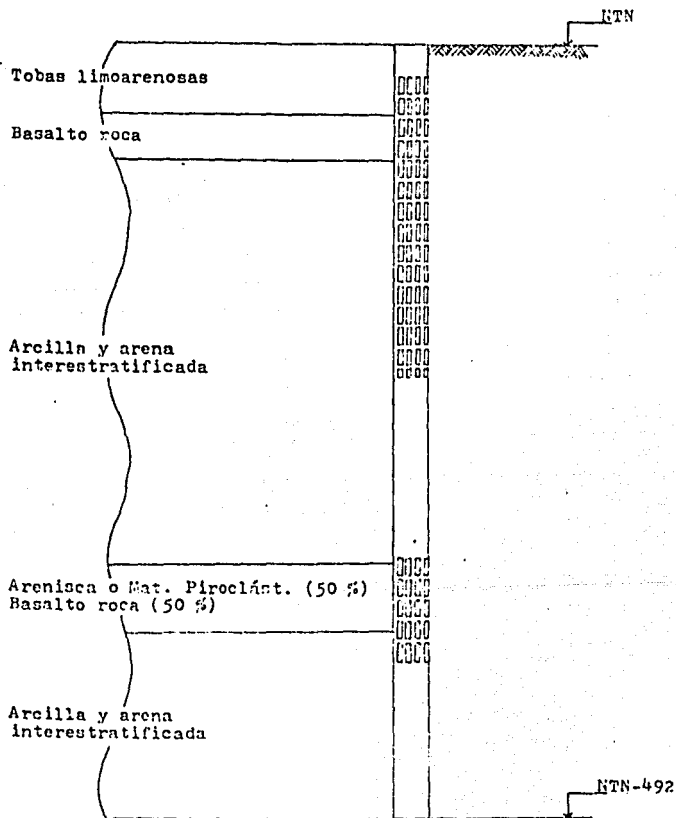 NTN
Tobas limoarenosas
Basalto roca
Arcilla y arena
interestratificada
Arenisca o Mat. Piroclást. (50 %)
Basalto roca (50 %)
Arcilla y arena
interestratificada
NTN-492